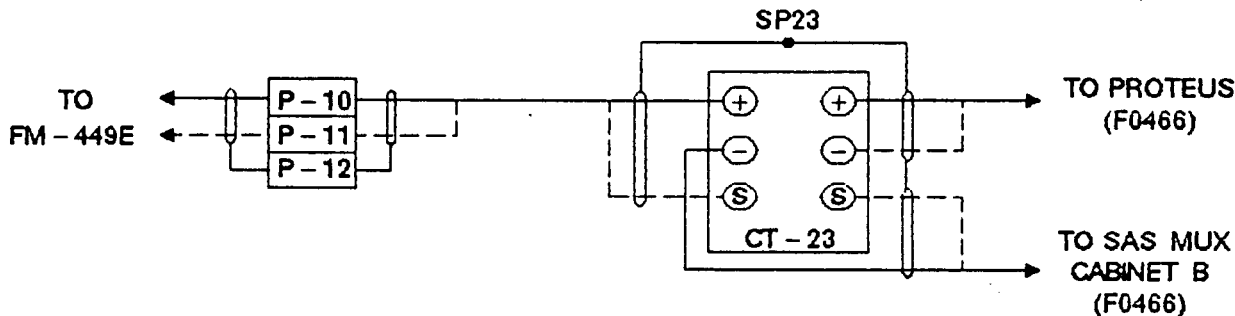 SP23
TO
FM-449E
P-10
P-11
P-12
+
-
S
+
-
S
CT-23
TO PROTEUS
(F0466)
TO SAS MUX
CABINET B
(F0466)